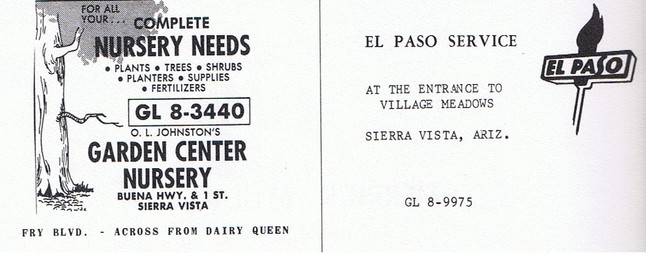 FOR ALL
YOUR...
COMPLETE
NURSERY NEEDS
• PLANTS • TREES • SHRUBS
• PLANTERS • SUPPLIES
• FERTILIZERS
GL 8-3440
O. L. JOHNSTON'S
GARDEN CENTER
NURSERY
BUENA HWY. & 1 ST.
SIERRA VISTA
FRY BLVD. - ACROSS FROM DAIRY QUEEN
EL PASO SERVICE
EL PASO
AT THE ENTRANCE TO
VILLAGE MEADOWS
SIERRA VISTA, ARIZ.
GL 8-9975